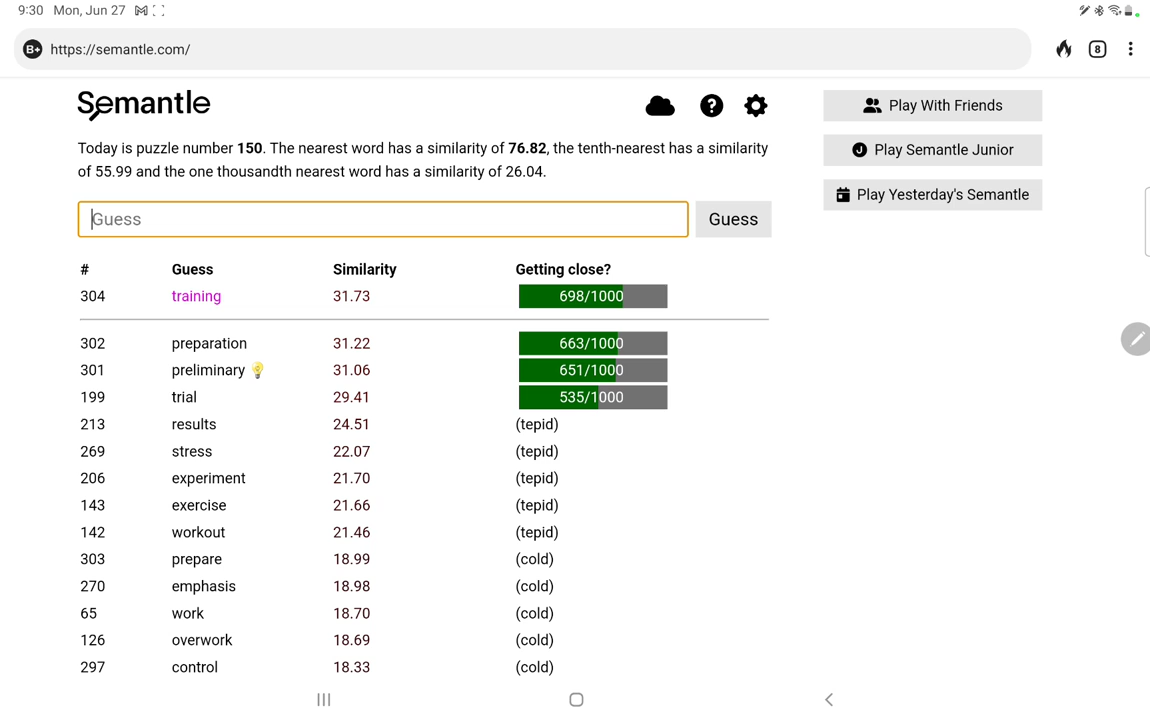 9:30 Mon, Jun 27
B+ https://semantle.com/ 8
Semantle
Play With Friends
Today is puzzle number 150. The nearest word has a similarity of 76.82, the tenth-nearest has a similarity
of 55.99 and the one thousandth nearest word has a similarity of 26.04.
J Play Semantle Junior
Play Yesterday's Semantle
Guess Guess
# Guess Similarity Getting close?
304 training 31.73 698/1000
302 preparation 31.22 663/1000
301 preliminary 31.06 651/1000
199 trial 29.41 535/1000
213 results 24.51 (tepid)
269 stress 22.07 (tepid)
206 experiment 21.70 (tepid)
143 exercise 21.66 (tepid)
142 workout 21.46 (tepid)
303 prepare 18.99 (cold)
270 emphasis 18.98 (cold)
65 work 18.70 (cold)
126 overwork 18.69 (cold)
297 control 18.33 (cold)